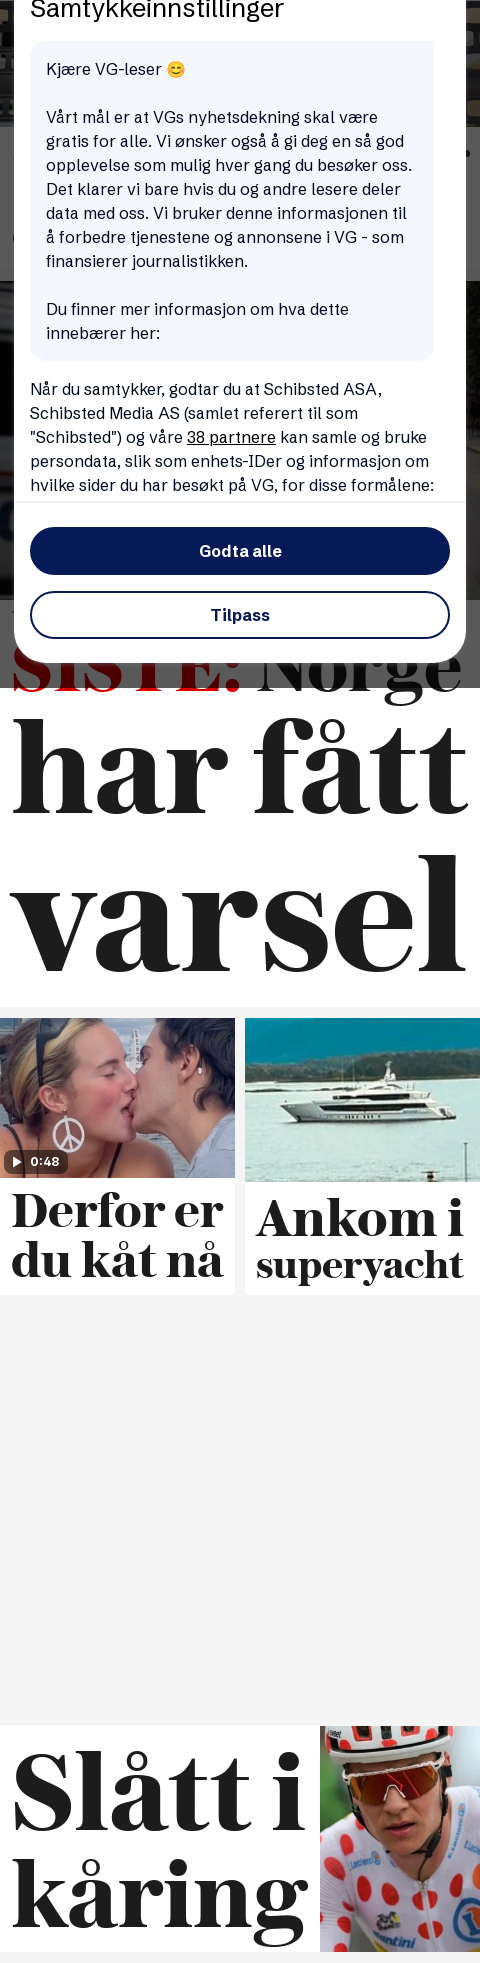 Samtykkeinnstillinger
Kjære VG-leser 😊
Vårt mål er at VGs nyhetsdekning skal være
gratis for alle. Vi ønsker også å gi deg en så god
opplevelse som mulig hver gang du besøker oss.
Det klarer vi bare hvis du og andre lesere deler
data med oss. Vi bruker denne informasjonen til
å forbedre tjenestene og annonsene i VG - som
finansierer journalistikken.
Du finner mer informasjon om hva dette
innebærer her:
Når du samtykker, godtar du at Schibsted ASA,
Schibsted Media AS (samlet referert til som
"Schibsted") og våre 38 partnere kan samle og bruke
persondata, slik som enhets-IDer og informasjon om
hvilke sider du har besøkt på VG, for disse formålene:
Godta alle
Tilpass
SISTE: Norge
har fått
varsel
0:48
Derfor er
du kåt nå
Ankom i
superyacht
Slått i
kåring